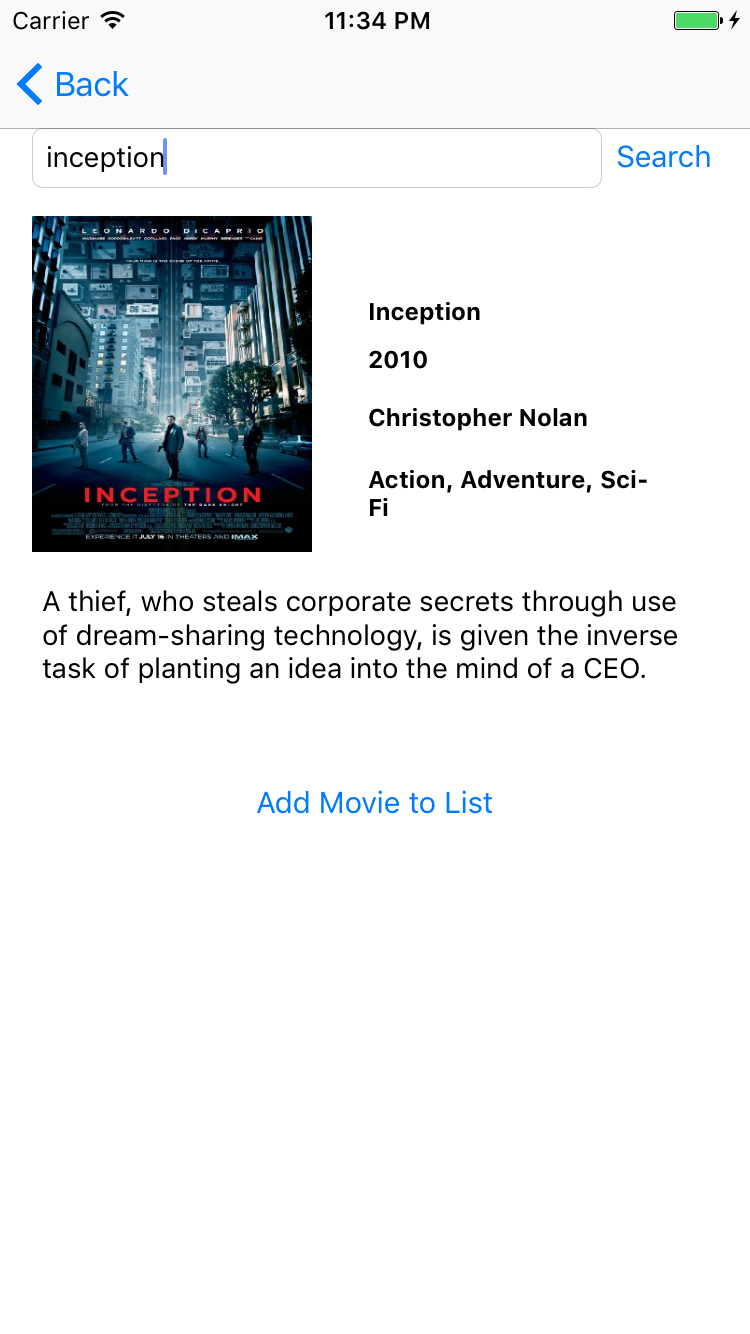 Carrier
11:34 PM
Back
inception
Search
LEONARDO DICAPRIO
INCEPTION
FROM THE DIRECTOR OF THE DARK KNIGHT
EXPERIENCE IT JULY 16 IN THEATERS AND IMAX
Inception
2010
Christopher Nolan
Action, Adventure, Sci-
Fi
A thief, who steals corporate secrets through use
of dream-sharing technology, is given the inverse
task of planting an idea into the mind of a CEO.
Add Movie to List